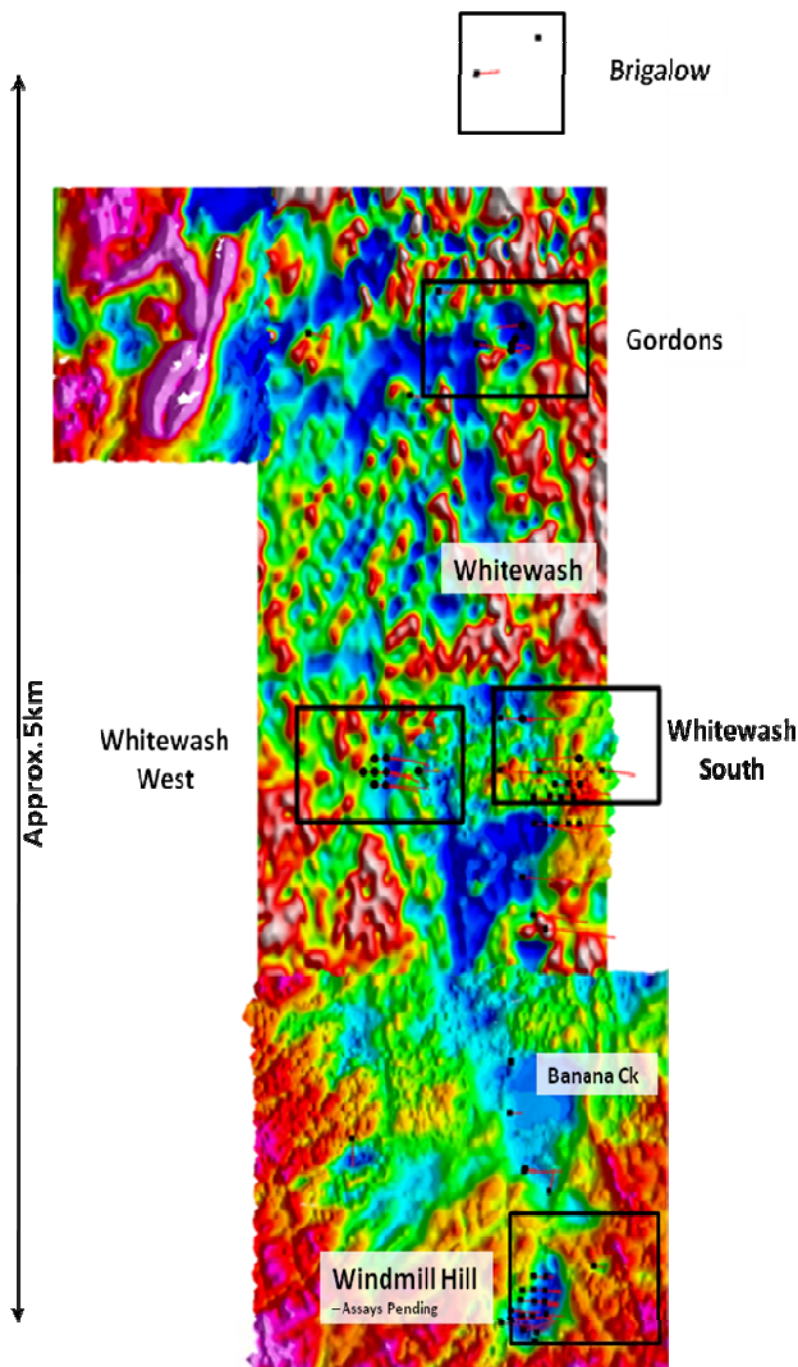 Brigalow
Gordons
Whitewash
Approx. 5km
Whitewash
West
Whitewash
South
Banana Ck
Windmill Hill
–Assays Pending